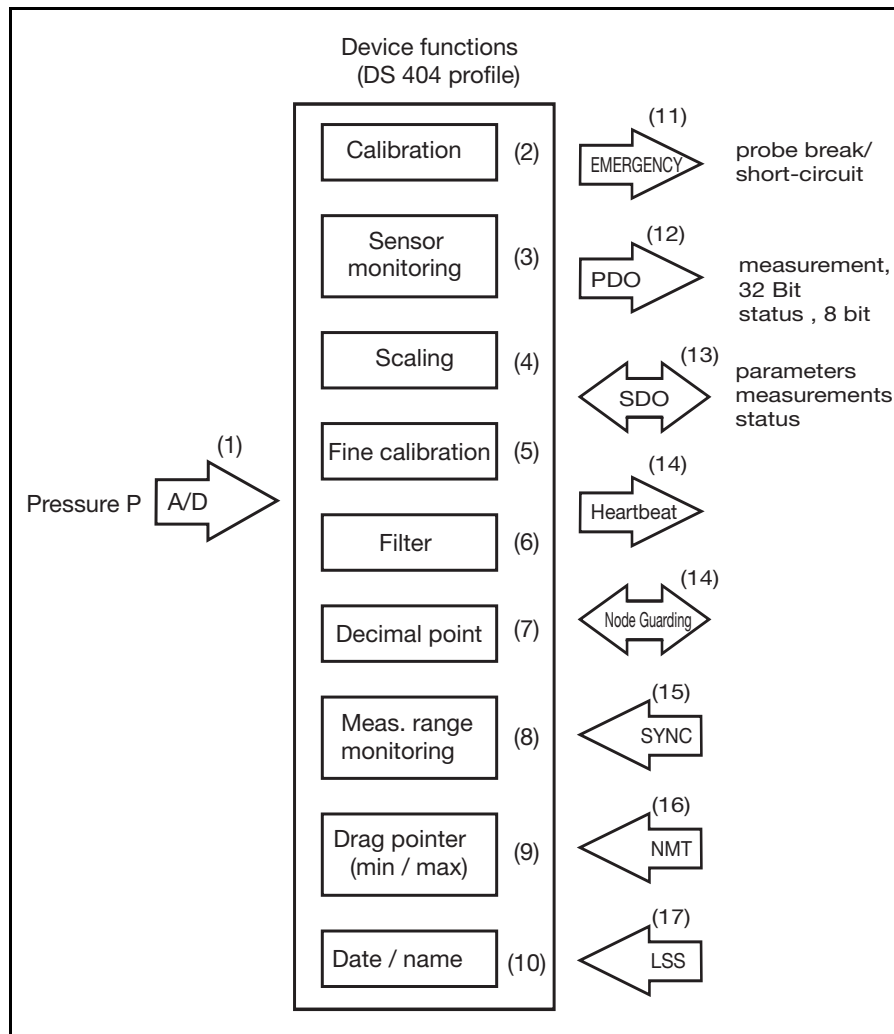 Device functions
(DS 404 profile)
Calibration
(2)
(11)
EMERGENCY
probe break/
short-circuit
Sensor
monitoring
(3)
(12)
PDO
measurement,
32 Bit
status , 8 bit
Scaling
(4)
(13)
SDO
parameters
measurements
status
(1)
Pressure P
A/D
Fine calibration
(5)
(14)
Heartbeat
Filter
(6)
(14)
Node Guarding
Decimal point
(7)
(15)
SYNC
Meas. range
monitoring
(8)
(16)
NMT
Drag pointer
(min / max)
(9)
(17)
LSS
Date / name
(10)